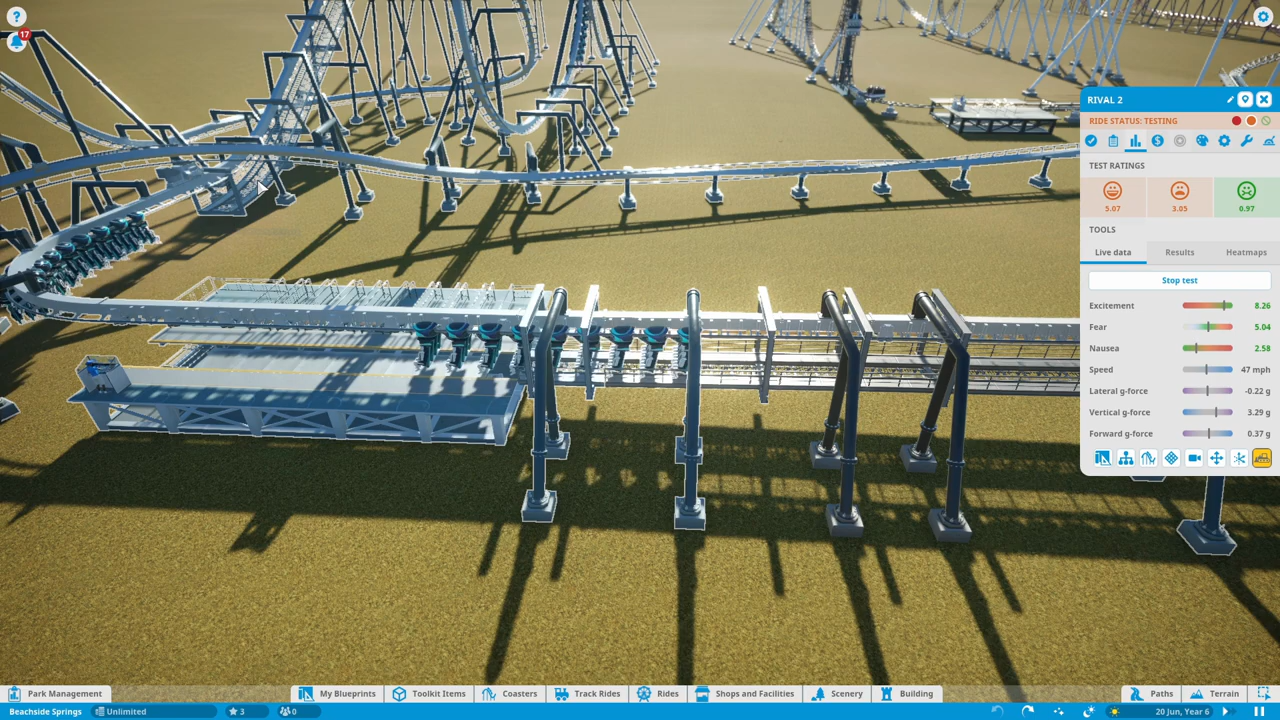 ?
17
RIVAL 2
RIDE STATUS: TESTING
TEST RATINGS
5.07 3.05 0.97
TOOLS
Live data Results Heatmaps
Stop test
Excitement 8.26
Fear 5.04
Nausea 2.58
Speed 47 mph
Lateral g-force -0.22 g
Vertical g-force 3.29 g
Forward g-force 0.37 g
Park Management My Blueprints Toolkit Items Coasters Track Rides Rides Shops and Facilities Scenery Building Paths Terrain
Beachside Springs Unlimited 3 0 20 Jun, Year 6